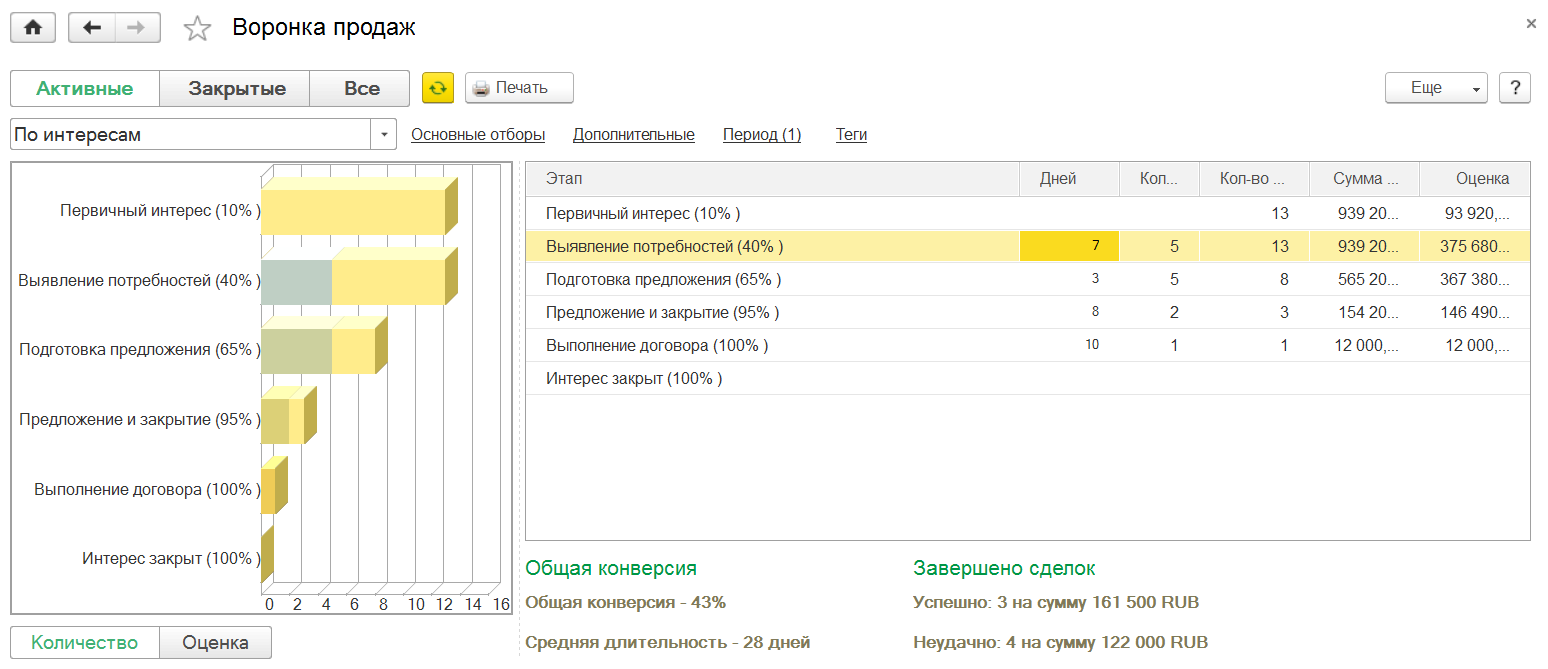 Воронка продаж
×
Активные Закрытые Все Печать Еще ?
По интересам Основные отборы Дополнительные Период (1) Теги
Первичный интерес (10% )
Выявление потребностей (40% )
Подготовка предложения (65% )
Предложение и закрытие (95% )
Выполнение договора (100% )
Интерес закрыт (100% )
0 2 4 6 8 10 12 14 16
Количество Оценка
Этап Дней Кол... Кол-во ... Сумма ... Оценка
Первичный интерес (10% ) 13 939 20... 93 920,...
Выявление потребностей (40% ) 7 5 13 939 20... 375 680...
Подготовка предложения (65% ) 3 5 8 565 20... 367 380...
Предложение и закрытие (95% ) 8 2 3 154 20... 146 490...
Выполнение договора (100% ) 10 1 1 12 000,... 12 000,...
Интерес закрыт (100% )
Общая конверсия
Общая конверсия - 43%
Средняя длительность - 28 дней
Завершено сделок
Успешно: 3 на сумму 161 500 RUB
Неудачно: 4 на сумму 122 000 RUB